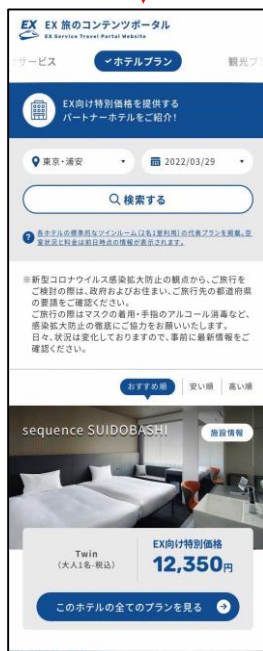 EX EX 旅のコンテンツポータル
EX Service Travel Portal Website
サービス ホテルプラン 観光プ
EX向け特別価格を提供する
パートナーホテルをご紹介!
東京・浦安 2022/03/29
検索する
各ホテルの標準的なツインルーム(2名1室利用)の代表プランを掲載。空
室状況と料金は前日時点の情報が表示されます。
※新型コロナウイルス感染拡大防止の観点から、ご旅行を
ご検討の際は、政府およびお住まい、ご旅行先の都道府県
の要請をご確認ください。
ご旅行の際はマスクの着用・手指のアルコール消毒など、
感染拡大防止の徹底にご協力をお願いいたします。
日々、状況は変化しておりますので、事前に最新情報をご
確認ください。
おすすめ順 安い順 高い順
sequence SUIDOBASHI 施設情報
EX向け特別価格
Twin
(大人1名・税込) 12,350円
このホテルの全てのプランを見る